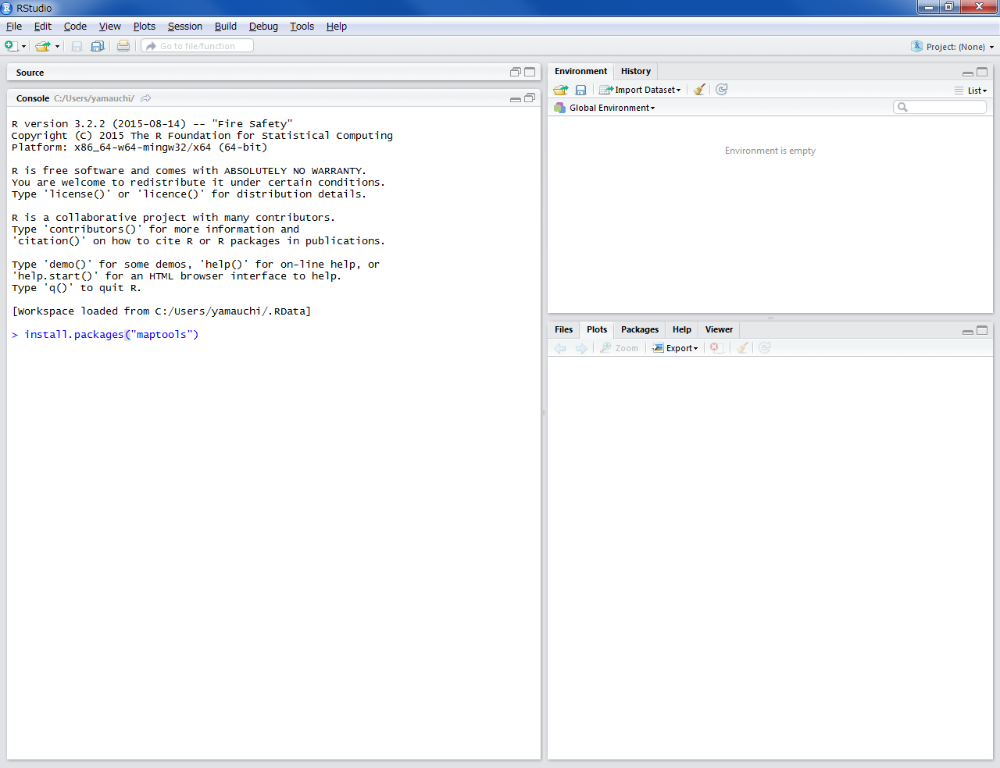 RStudio
File Edit Code View Plots Session Build Debug Tools Help
Go to file/function
Project: (None)
Source
Console C:/Users/yamauchi/
R version 3.2.2 (2015-08-14) -- "Fire Safety"
Copyright (C) 2015 The R Foundation for Statistical Computing
Platform: x86_64-w64-mingw32/x64 (64-bit)
R is free software and comes with ABSOLUTELY NO WARRANTY.
You are welcome to redistribute it under certain conditions.
Type 'license()' or 'licence()' for distribution details.
R is a collaborative project with many contributors.
Type 'contributors()' for more information and
'citation()' on how to cite R or R packages in publications.
Type 'demo()' for some demos, 'help()' for on-line help, or
'help.start()' for an HTML browser interface to help.
Type 'q()' to quit R.
[Workspace loaded from C:/Users/yamauchi/.RData]
> install.packages("maptools")
Environment History
Import Dataset List
Global Environment
Environment is empty
Files Plots Packages Help Viewer
Zoom Export